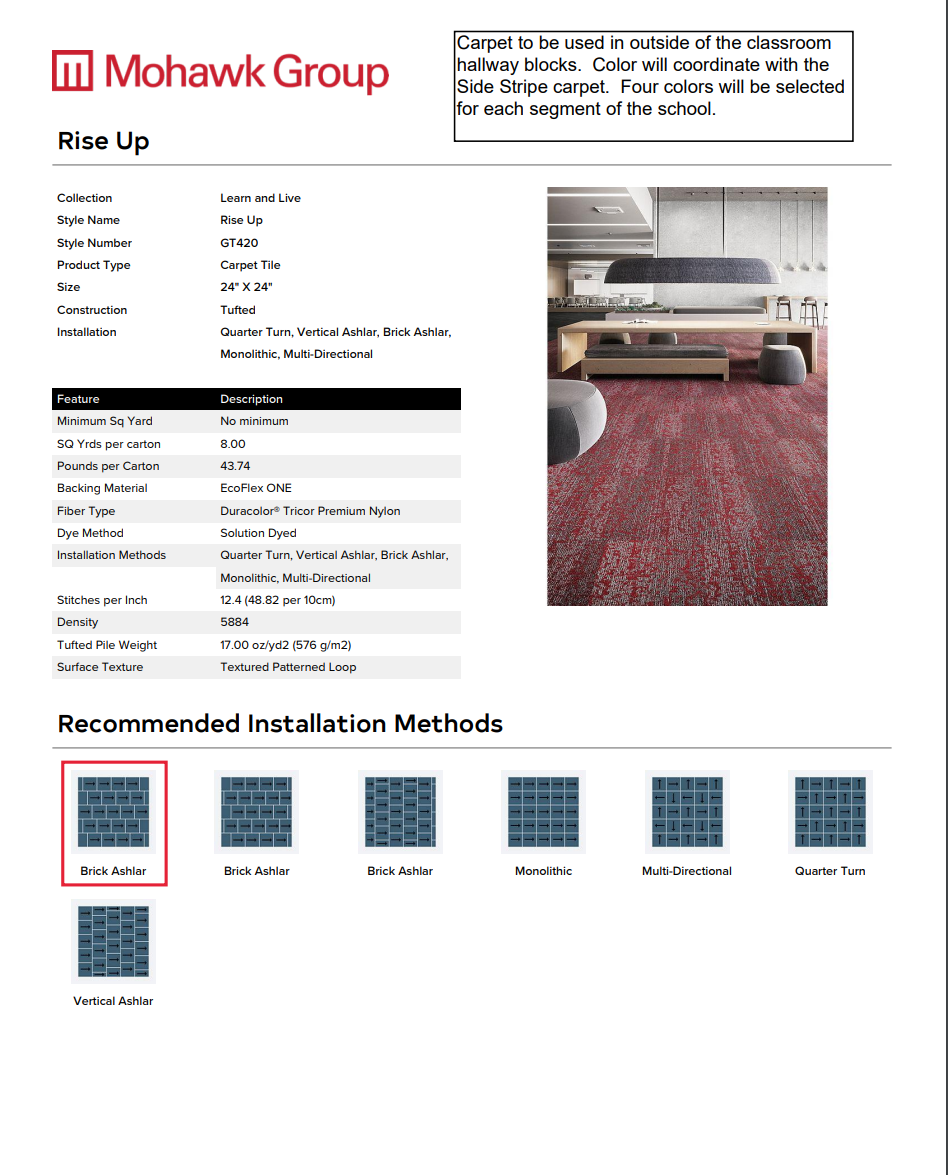 Mohawk Group
Carpet to be used in outside of the classroom
hallway blocks.  Color will coordinate with the
Side Stripe carpet.  Four colors will be selected
for each segment of the school.
Rise Up
Collection Learn and Live
Style Name Rise Up
Style Number GT420
Product Type Carpet Tile
Size 24" X 24"
Construction Tufted
Installation Quarter Turn, Vertical Ashlar, Brick Ashlar,
Monolithic, Multi-Directional
Feature Description
Minimum Sq Yard No minimum
SQ Yrds per carton 8.00
Pounds per Carton 43.74
Backing Material EcoFlex ONE
Fiber Type Duracolor® Tricor Premium Nylon
Dye Method Solution Dyed
Installation Methods Quarter Turn, Vertical Ashlar, Brick Ashlar,
Monolithic, Multi-Directional
Stitches per Inch 12.4 (48.82 per 10cm)
Density 5884
Tufted Pile Weight 17.00 oz/yd2 (576 g/m2)
Surface Texture Textured Patterned Loop
Recommended Installation Methods
Brick Ashlar Brick Ashlar Brick Ashlar Monolithic Multi-Directional Quarter Turn
Vertical Ashlar